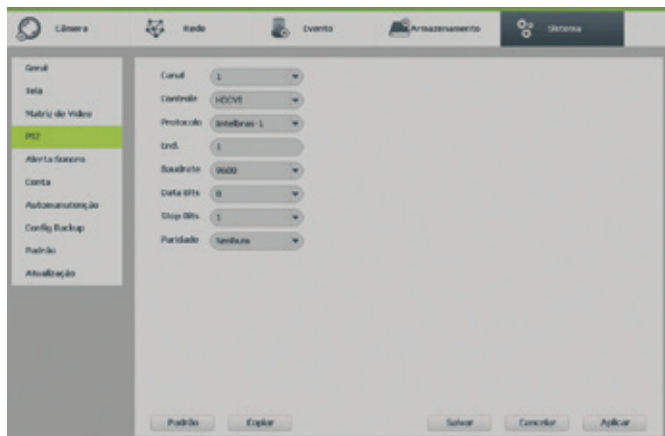 Câmera Rede Evento Armazenamento Sistema
Geral
Tela
Matriz de Vídeo
PTZ
Alerta Sonoro
Conta
Automanutenção
Config Backup
Padrão
Atualização
Canal 1
Controle HDCVI
Protocolo Intelbras-1
End. 1
Baudrate 9600
Data Bits 8
Stop Bits 1
Paridade Nenhuma
Padrão Copiar Salvar Cancelar Aplicar